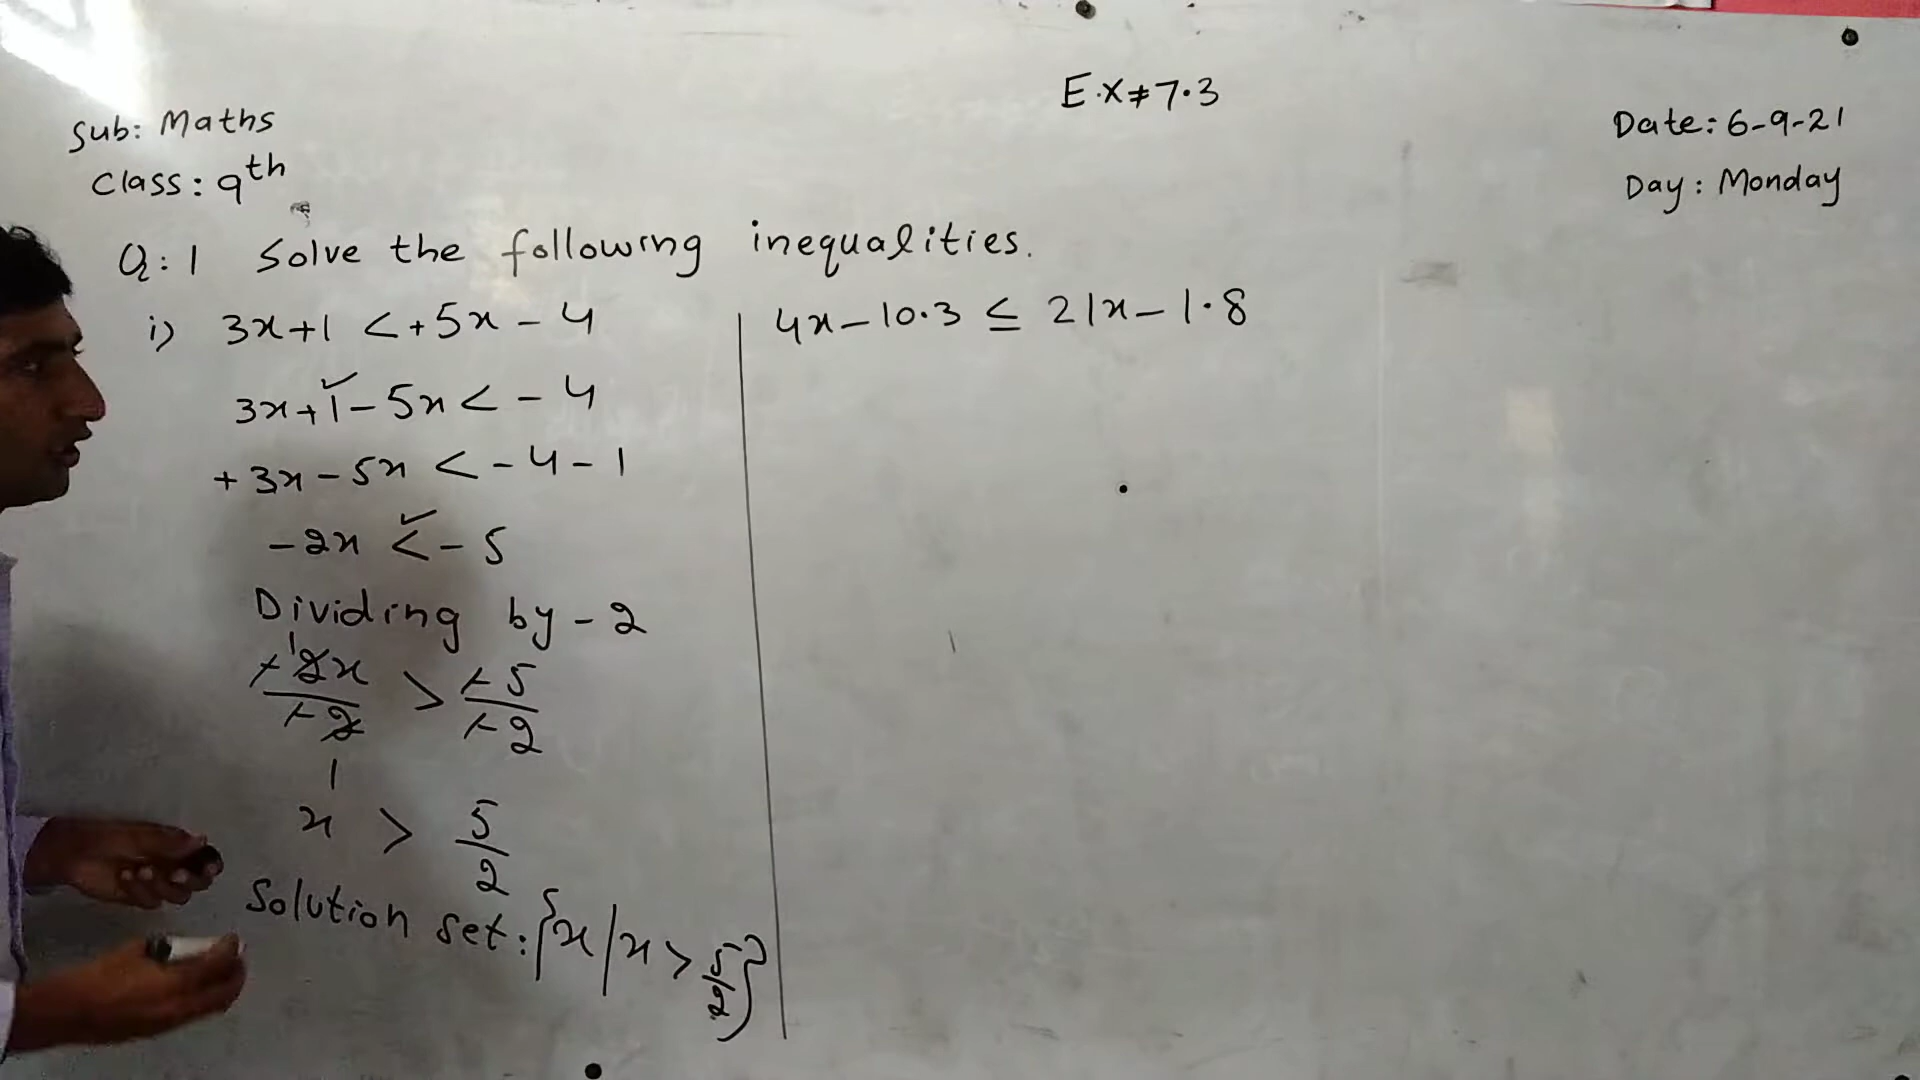 E.X#7.3
Sub: Maths
Class: 9th
Date: 6-9-21
Day: Monday
Q:1 Solve the following inequalities.
i) 3x+1 <+5x-4
3x+1-5x<-4
+3x-5x <-4-1
-2x <-5
Dividing by -2
-2x/-2 > -5/-2
1
1
x > 5/2
Solution set:{x/x > 5/2}
4x-10.3 ≤ 21x-1.8